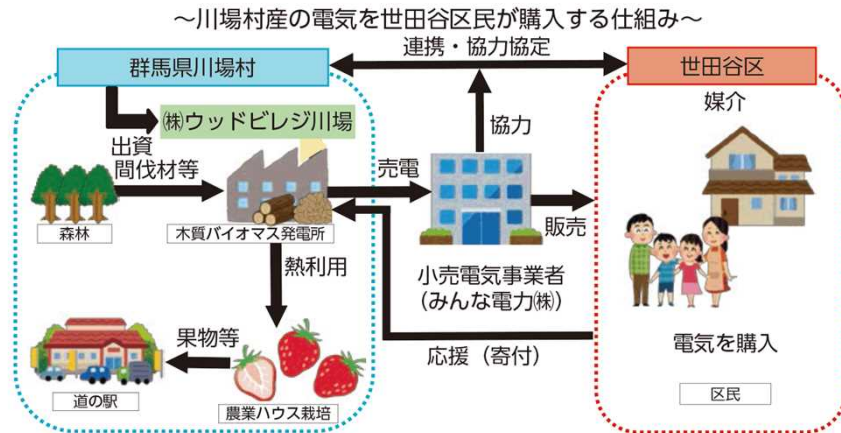 ～川場村産の電気を世田谷区民が購入する仕組み～
連携・協力協定
群馬県川場村
世田谷区
媒介
㈱ウッドビレジ川場
協力
出資
間伐材等
売電
販売
森林
木質バイオマス発電所
熱利用
小売電気事業者
(みんな電力㈱)
果物等
応援（寄付）
電気を購入
道の駅
農業ハウス栽培
区民